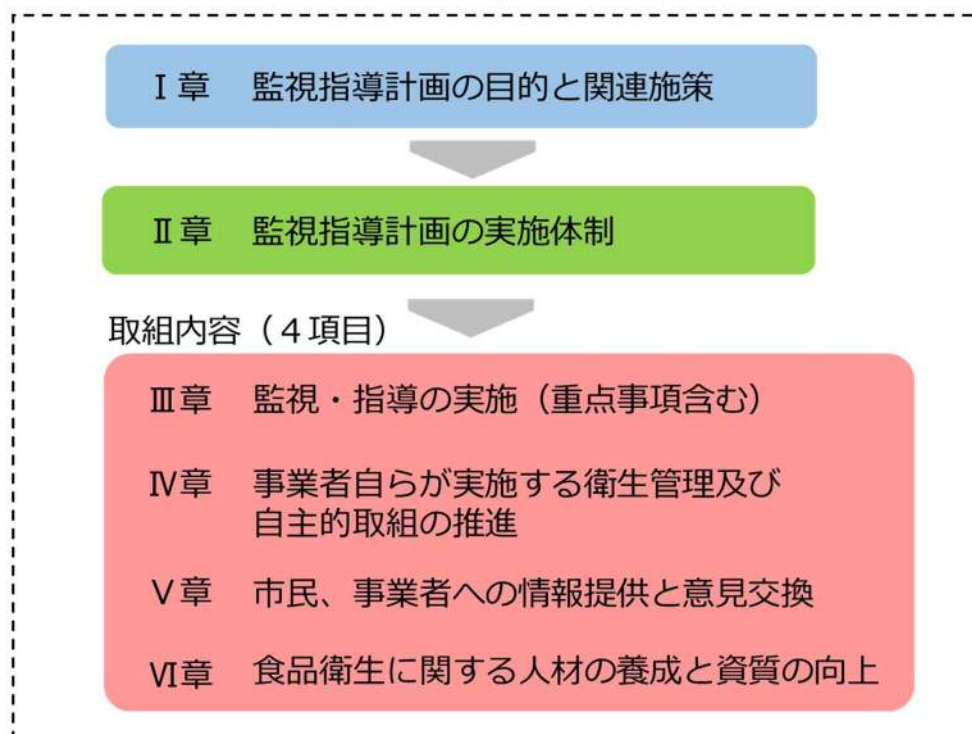 Ⅰ章 監視指導計画の目的と関連施策
Ⅱ章 監視指導計画の実施体制
取組内容（４項目）
Ⅲ章 監視・指導の実施（重点事項含む）
Ⅳ章 事業者自らが実施する衛生管理及び
自主的取組の推進
Ⅴ章 市民、事業者への情報提供と意見交換
Ⅵ章 食品衛生に関する人材の養成と資質の向上